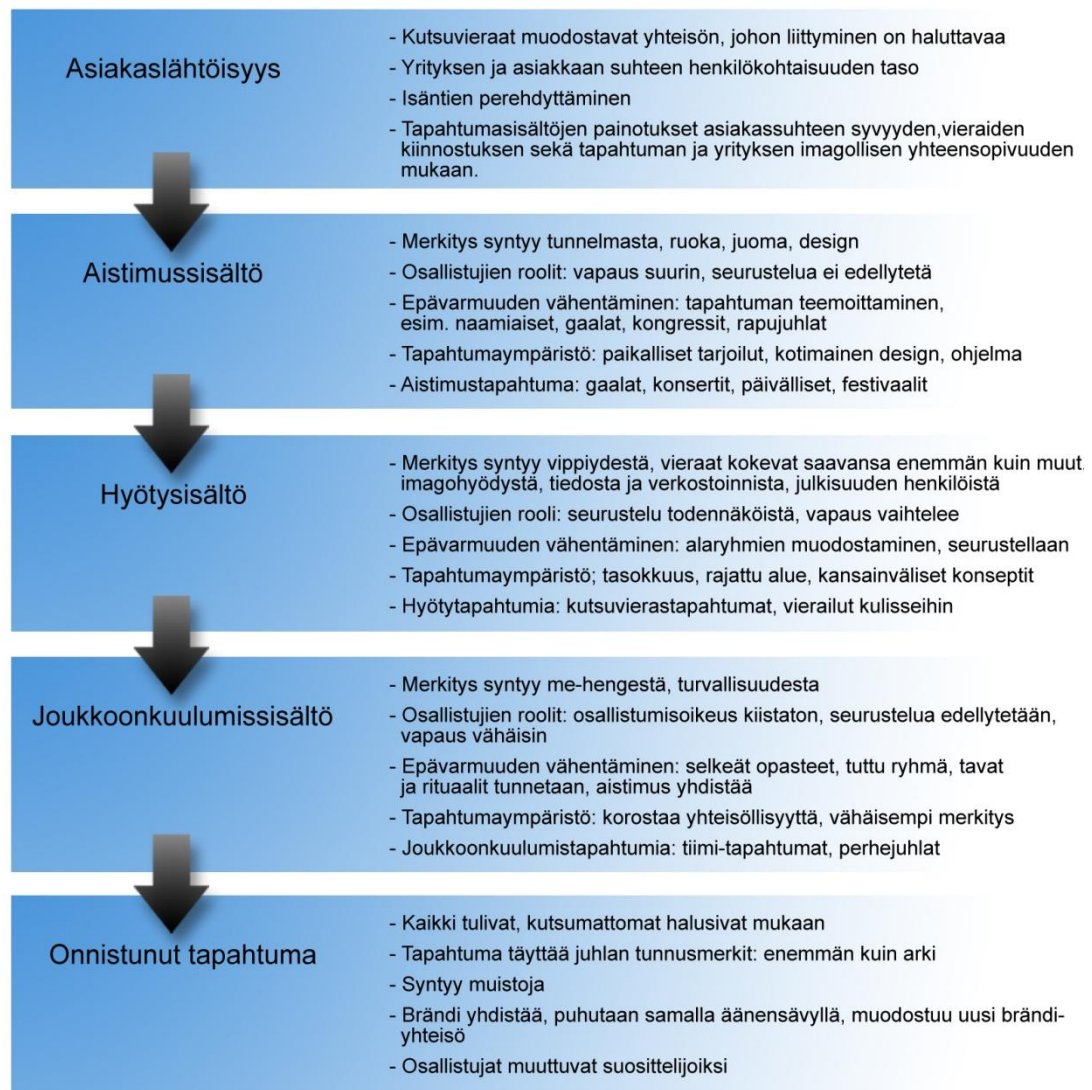 Asiakaslähtöisyys
- Kutsuvieraat muodostavat yhteisön, johon liittyminen on haluttavaa
- Yrityksen ja asiakkaan suhteen henkilökohtaisuuden taso
- Isäntien perehdyttäminen
- Tapahtumasisältöjen painotukset asiakassuhteen syvyyden,vieraiden
kiinnostuksen sekä tapahtuman ja yrityksen imagollisen yhteensopivuuden
mukaan.
Aistimussisältö
- Merkitys syntyy tunnelmasta, ruoka, juoma, design
- Osallistujien roolit: vapaus suurin, seurustelua ei edellytetä
- Epävarmuuden vähentäminen: tapahtuman teemoittaminen,
esim. naamiaiset, gaalat, kongressit, rapujuhlat
- Tapahtumaympäristö: paikalliset tarjoilut, kotimainen design, ohjelma
- Aistimustapahtuma: gaalat, konsertit, päivälliset, festivaalit
Hyötysisältö
- Merkitys syntyy vippiydestä, vieraat kokevat saavansa enemmän kuin muut.
imagohyödystä, tiedosta ja verkostoinnista, julkisuuden henkilöistä
- Osallistujien rooli: seurustelu todennäköistä, vapaus vaihtelee
- Epävarmuuden vähentäminen: alaryhmien muodostaminen, seurustellaan
- Tapahtumaympäristö; tasokkuus, rajattu alue, kansainväliset konseptit
- Hyötytapahtumia: kutsuvierastapahtumat, vierailut kulisseihin
Joukkoonkuulumissisältö
- Merkitys syntyy me-hengestä, turvallisuudesta
- Osallistujien roolit: osallistumisoikeus kiistaton, seurustelua edellytetään,
vapaus vähäisin
- Epävarmuuden vähentäminen: selkeät opasteet, tuttu ryhmä, tavat
ja rituaalit tunnetaan, aistimus yhdistää
- Tapahtumaympäristö: korostaa yhteisöllisyyttä, vähäisempi merkitys
- Joukkoonkuulumistapahtumia: tiimi-tapahtumat, perhejuhlat
Onnistunut tapahtuma
- Kaikki tulivat, kutsumattomat halusivat mukaan
- Tapahtuma täyttää juhlan tunnusmerkit: enemmän kuin arki
- Syntyy muistoja
- Brändi yhdistää, puhutaan samalla äänensävyllä, muodostuu uusi brändi-
yhteisö
- Osallistujat muuttuvat suosittelijoiksi